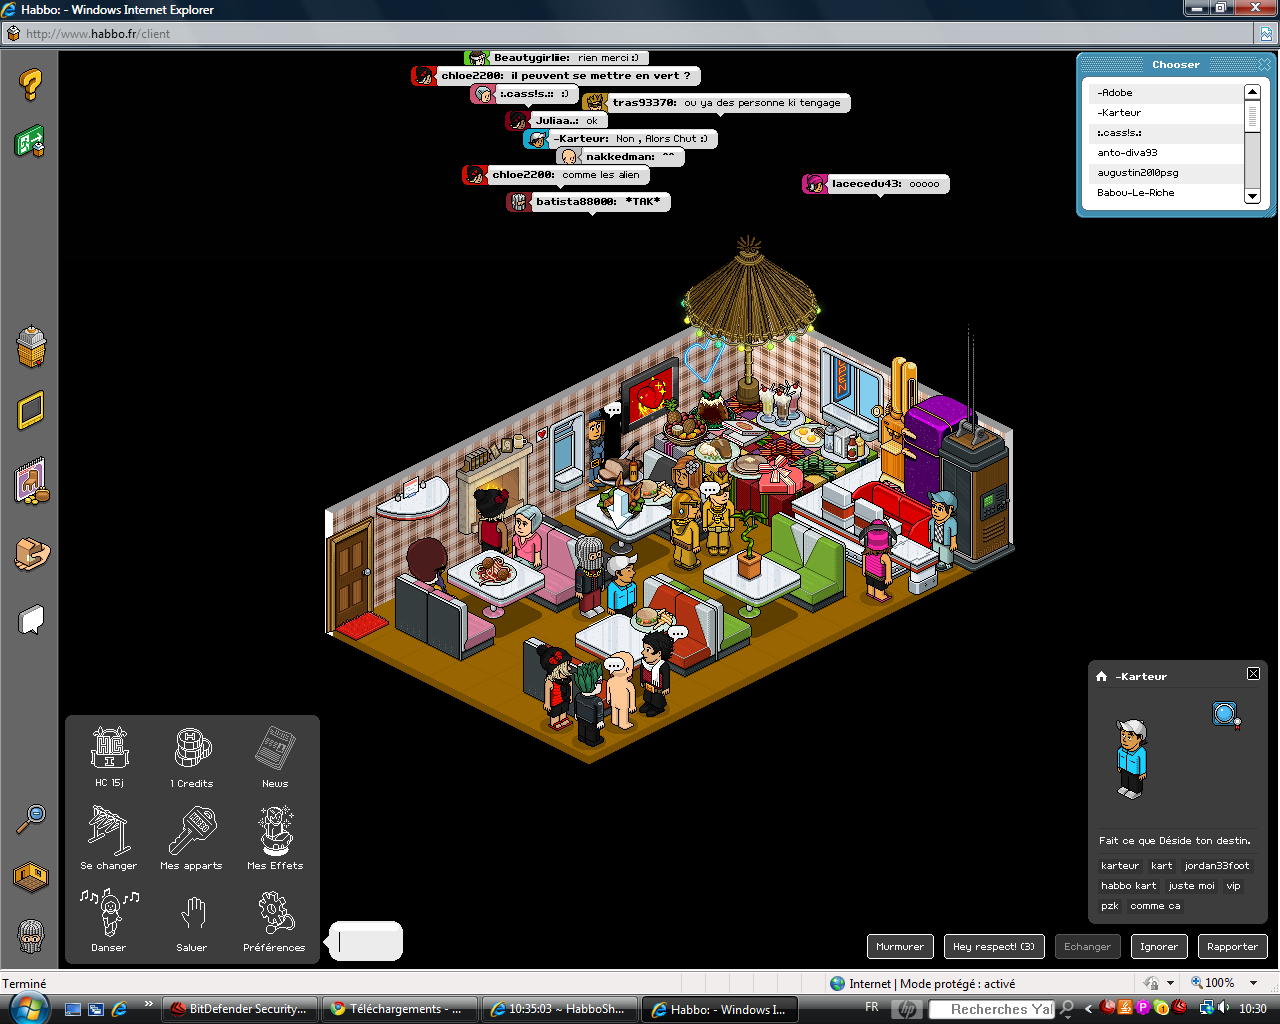 Habbo: - Windows Internet Explorer
http://www.habbo.fr/client
Beautygirliie: rien merci :)
chloe2200: il peuvent se mettre en vert ?
:.cass!s.:: :)
tras93370: ou ya des personne ki tengage
Juliaa..: ok
-Karteur: Non , Alors Chut :)
nakkedman: ^^
chloe2200: comme les alien
lacecedu43: ooooo
batista88000: *TAK*
Chooser
-Adobe
-Karteur
:.cass!s.:
anto-diva93
augustin2010psg
Babou-Le-Riche
OPEN
-Karteur
Fait ce que Déside ton destin.
karteur kart jordan33foot
habbo kart juste moi vip
pzk comme ca
HC 15j
1 Credits
News
Se changer
Mes apparts
Mes Effets
Danser
Saluer
Préférences
Murmurer
Hey respect! (3)
Echanger
Ignorer
Rapporter
Terminé
Internet | Mode protégé : activé
100%
BitDefender Security...
Téléchargements - ...
10:35:03 ~ HabboSh...
Habbo: - Windows I...
FR
hp
Recherches Ya
10:30